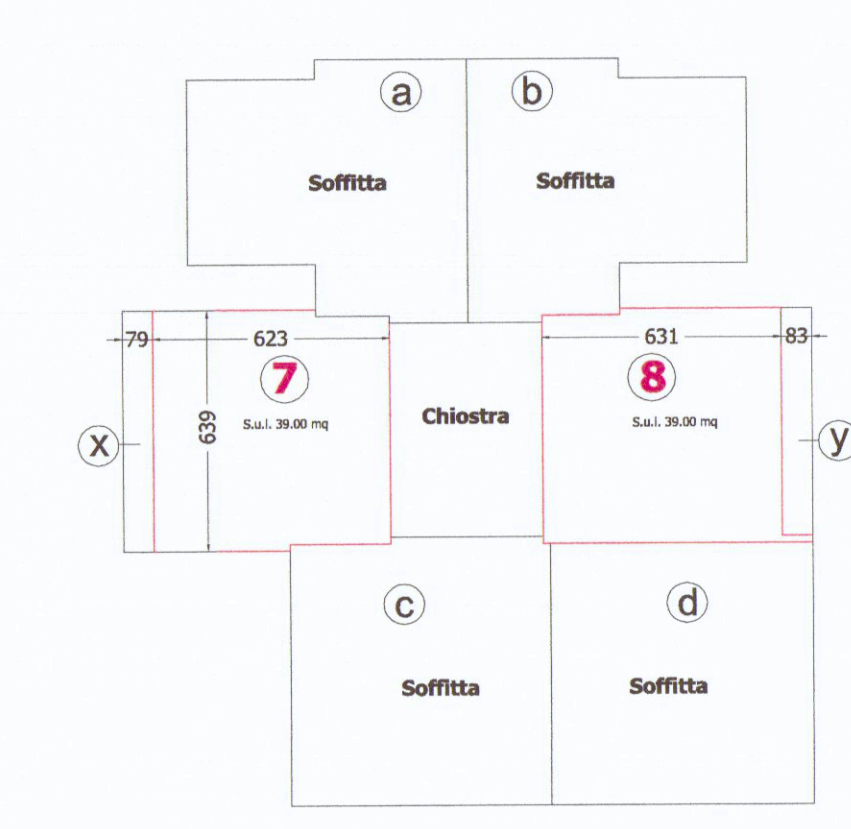 a b
Soffitta Soffitta
79 623 631 83
7 8
639 S.u.l. 39.00 mq Chiostra S.u.l. 39.00 mq
x y
c d
Soffitta Soffitta